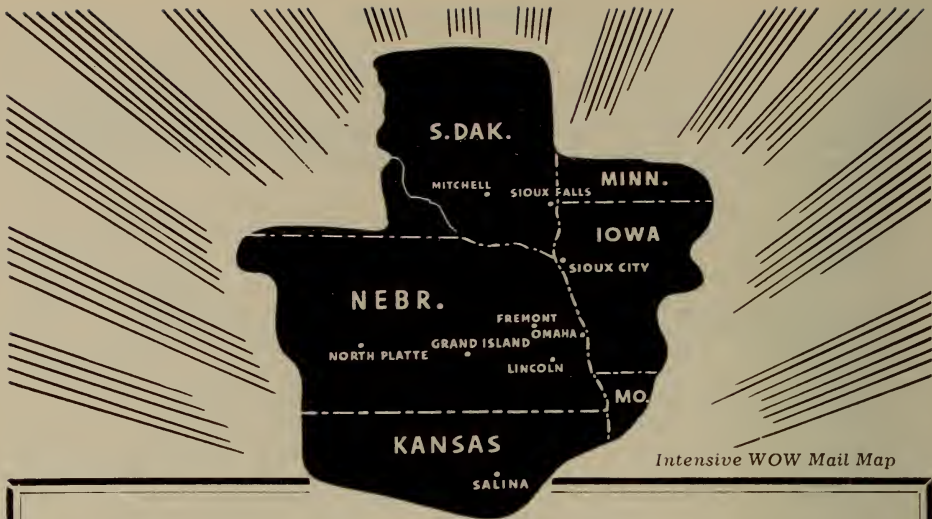 S.DAK.
MITCHELL
SIOUX FALLS
MINN.
IOWA
SIOUX CITY
NEBR.
FREMONT
OMAHA
GRAND ISLAND
NORTH PLATTE
LINCOLN
MO.
KANSAS
Intensive WOW Mail Map
SALINA